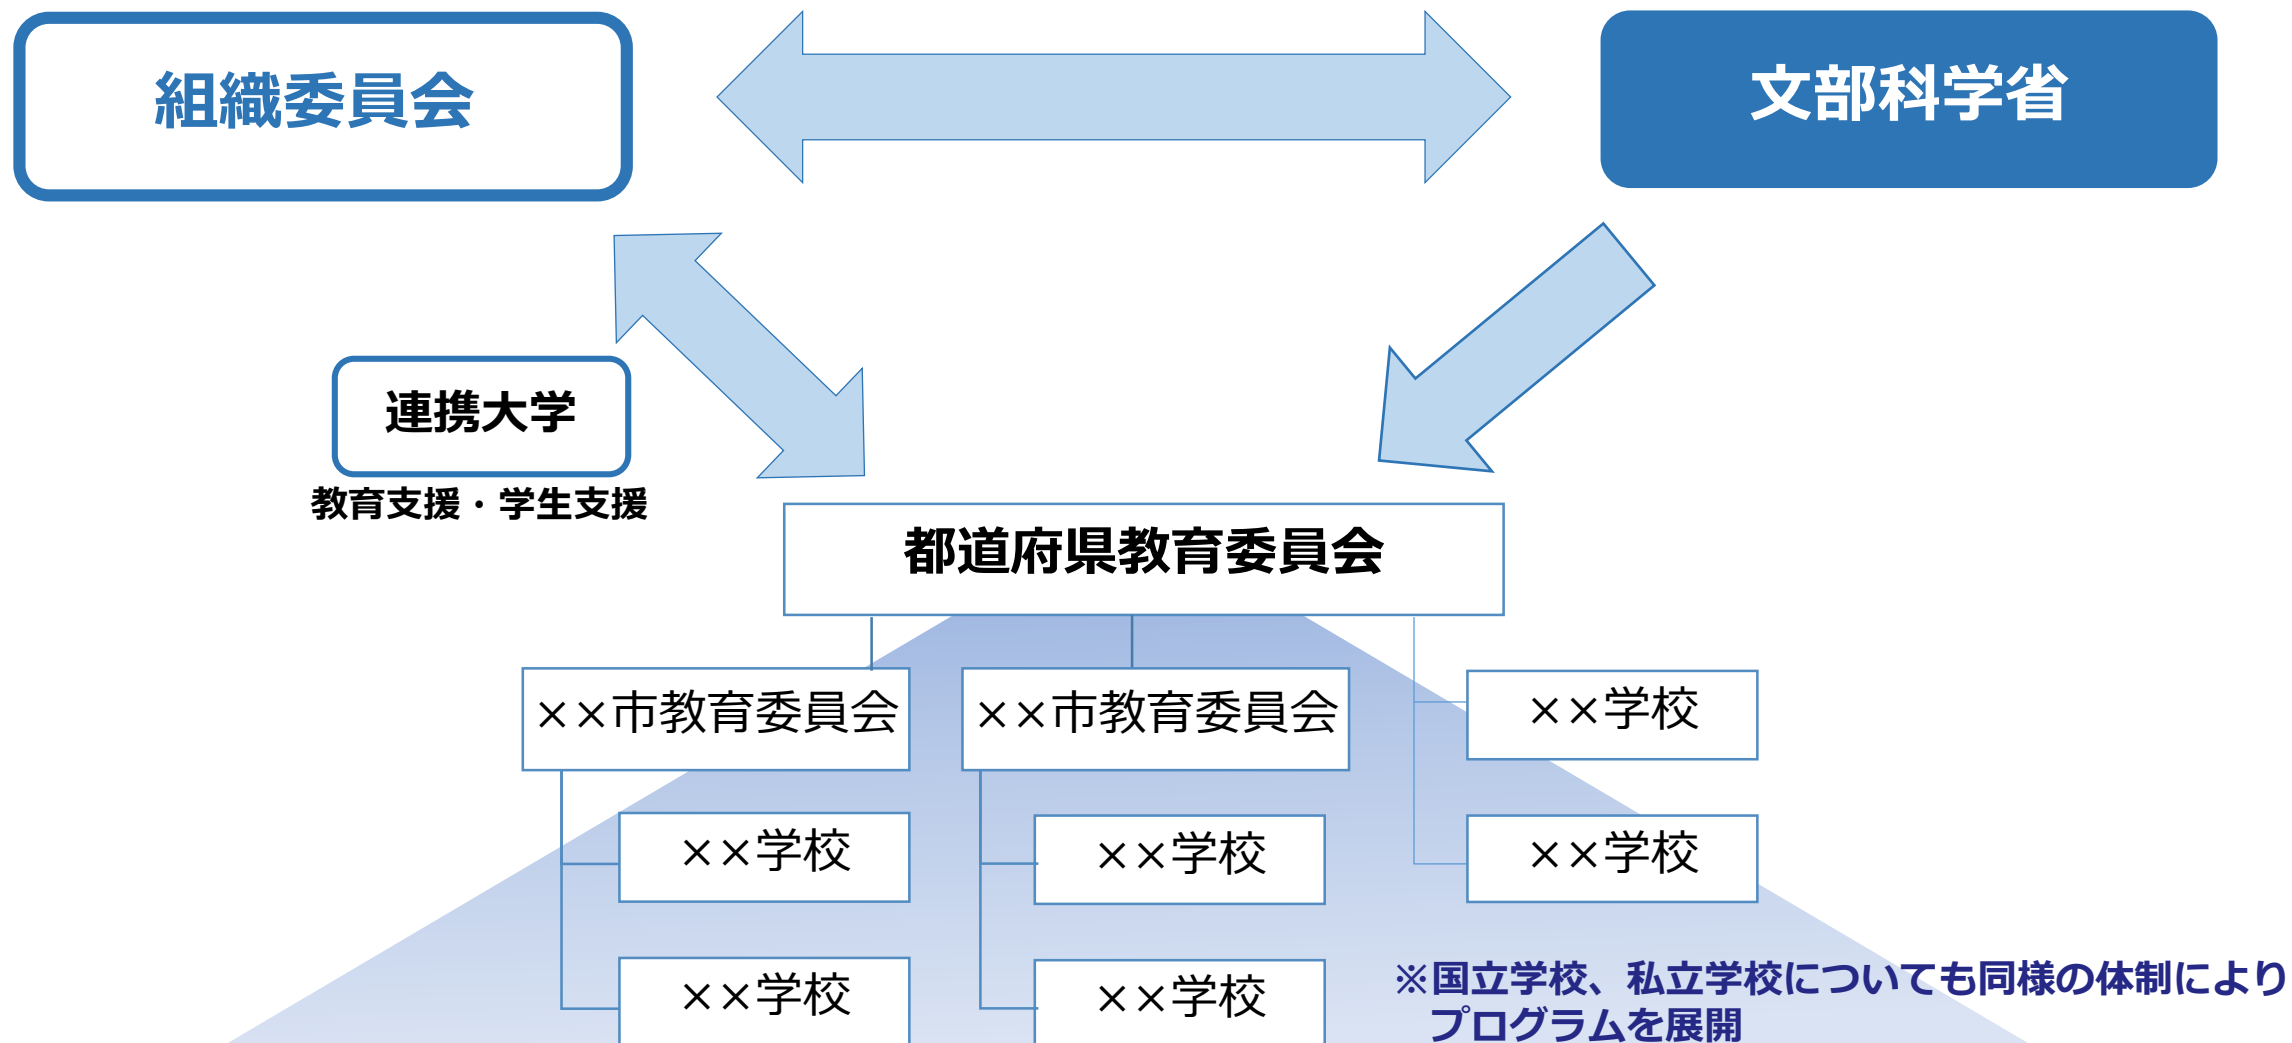 組織委員会
文部科学省
連携大学
教育支援・学生支援
都道府県教育委員会
××市教育委員会
××市教育委員会
××学校
××学校
××学校
××学校
××学校
××学校
※国立学校、私立学校についても同様の体制により
プログラムを展開